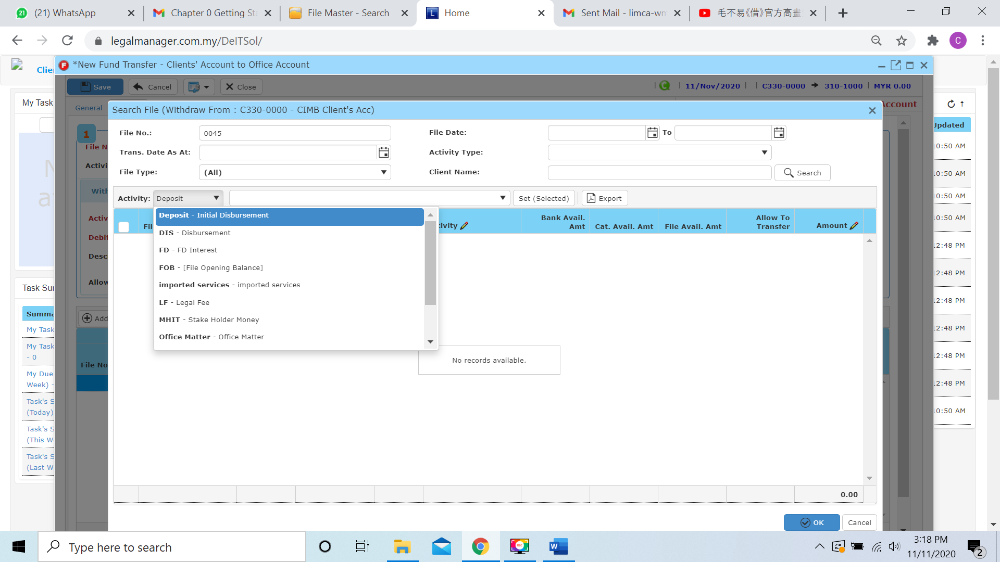 (21) WhatsApp
Chapter 0 Getting Sta
File Master - Search
Home
Sent Mail - limca-wm
毛不易《借》官方高畫
legalmanager.com.my/DeITSol/
C
Clie
*New Fund Transfer - Clients' Account to Office Account
Save
Cancel
Close
11/Nov/2020
C330-0000
310-1000
MYR 0.00
My Task
General
Account
Updated
Search File (Withdraw From : C330-0000 - CIMB Client's Acc)
1
File No.:
0045
File Date:
To
Trans. Date As At:
Activity Type:
File Type:
(All)
Client Name:
Search
Activity:
Deposit
Set (Selected)
Export
Deposit - Initial Disbursement
DIS - Disbursement
FD - FD Interest
FOB - [File Opening Balance]
imported services - imported services
LF - Legal Fee
MHIT - Stake Holder Money
Office Matter - Office Matter
Fil
ivity
Bank Avail. Amt
Cat. Avail. Amt
File Avail. Amt
Allow To Transfer
Amount
No records available.
0.00
OK
Cancel
File N
Activi
With
Activ
Debit
Desc
Allow
Add
File No
Task Su
Summa
My Task
My Task
- 0
My Due
Week) -
Task's S
(Today)
Task's S
(This W
Task's S
(Last W
10:50 AM
10:50 AM
10:50 AM
10:50 AM
12:48 PM
12:48 PM
12:48 PM
12:48 PM
12:48 PM
12:48 PM
10:50 AM
Type here to search
3:18 PM
11/11/2020
2